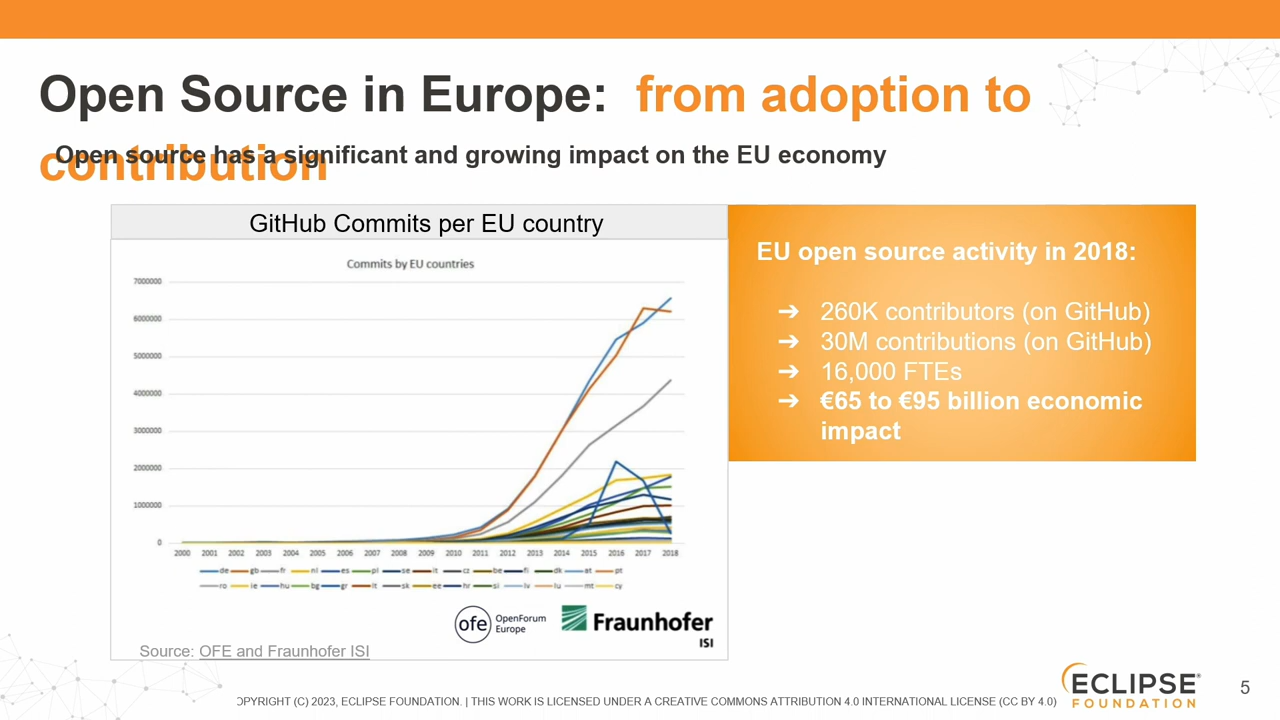 Open Source in Europe: from adoption to
contribution
Open source has a significant and growing impact on the EU economy
GitHub Commits per EU country
Commits by EU countries
7000000
6000000
5000000
4000000
3000000
2000000
1000000
0
2000 2001 2002 2003 2004 2005 2006 2007 2008 2009 2010 2011 2012 2013 2014 2015 2016 2017 2018
de gb fr nl es pl se it cz be fi dk at pt
ro ie hu bg gr lt sk ee hr si lv lu mt cy
ofe OpenForum
Europe
Fraunhofer
ISI
Source: OFE and Fraunhofer ISI
EU open source activity in 2018:
➔ 260K contributors (on GitHub)
➔ 30M contributions (on GitHub)
➔ 16,000 FTEs
➔ €65 to €95 billion economic
impact
OPYRIGHT (C) 2023, ECLIPSE FOUNDATION. | THIS WORK IS LICENSED UNDER A CREATIVE COMMONS ATTRIBUTION 4.0 INTERNATIONAL LICENSE (CC BY 4.0)
ECLIPSE®
FOUNDATION
5